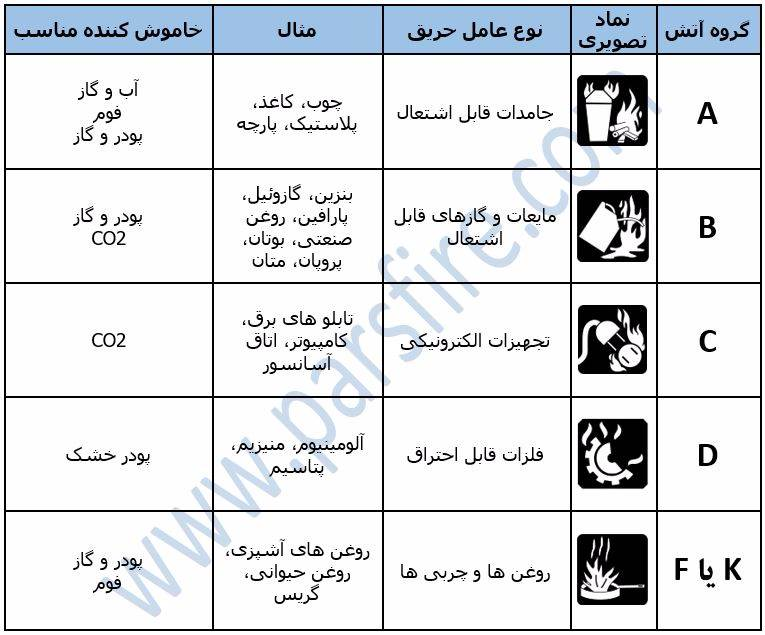 گروه آتش
نماد
تصویری
نوع عامل حریق
مثال
خاموش کننده مناسب
A
جامدات قابل اشتعال
چوب، کاغذ،
پلاستیک، پارچه
آب و گاز
فوم
پودر و گاز
B
مایعات و گازهای قابل
اشتعال
بنزین، گازوئیل،
پارافین، روغن
صنعتی، بوتان،
پروپان، متان
پودر و گاز
CO2
C
تجهیزات الکترونیکی
تابلو های برق،
کامپیوتر، اتاق
آسانسور
CO2
D
فلزات قابل احتراق
آلومینیوم، منیزیم،
پتاسیم
پودر خشک
K یا F
روغن ها و چربی ها
روغن های آشپزی،
روغن حیوانی،
گریس
پودر و گاز
فوم
www.parsfire.com